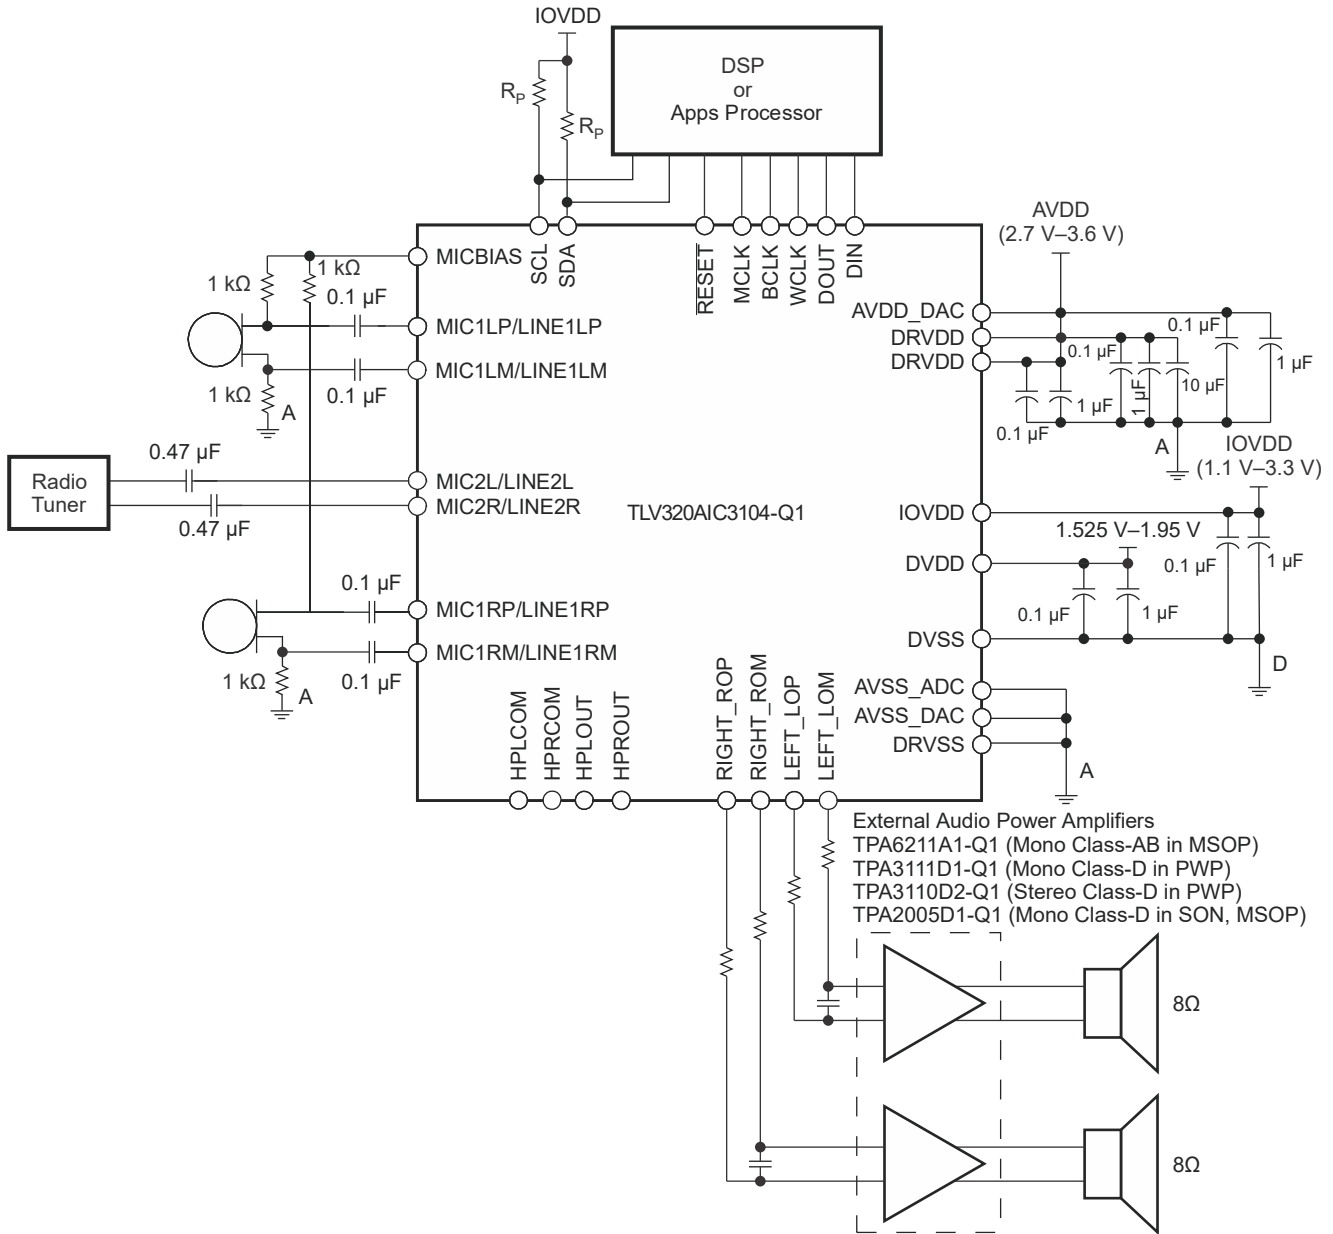 IOVDD
DSP
or
Apps Processor
RP
RP
SCL
SDA
RESET
MCLK
BCLK
WCLK
DOUT
DIN
AVDD
(2.7 V–3.6 V)
MICBIAS
1 kΩ
1 kΩ
0.1 µF
MIC1LP/LINE1LP
MIC1LM/LINE1LM
1 kΩ
A
0.1 µF
AVDD_DAC
DRVDD
DRVDD
0.1 µF
0.1 µF
1 µF
10 µF
1 µF
1 µF
0.1 µF
A
IOVDD
(1.1 V–3.3 V)
0.47 µF
Radio
Tuner
0.47 µF
MIC2L/LINE2L
MIC2R/LINE2R
TLV320AIC3104-Q1
IOVDD
1.525 V–1.95 V
DVDD
0.1 µF
1 µF
0.1 µF
1 µF
DVSS
D
0.1 µF
MIC1RP/LINE1RP
MIC1RM/LINE1RM
1 kΩ
A
0.1 µF
AVSS_ADC
AVSS_DAC
DRVSS
A
HPLCOM
HPRCOM
HPLOUT
HPROUT
RIGHT_ROP
RIGHT_ROM
LEFT_LOP
LEFT_LOM
External Audio Power Amplifiers
TPA6211A1-Q1 (Mono Class-AB in MSOP)
TPA3111D1-Q1 (Mono Class-D in PWP)
TPA3110D2-Q1 (Stereo Class-D in PWP)
TPA2005D1-Q1 (Mono Class-D in SON, MSOP)
8Ω
8Ω